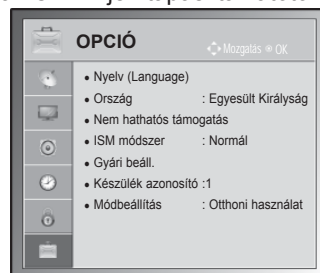 OPCIÓ
Mozgatás OK
• Nyelv (Language)
• Ország : Egyesült Királyság
• Nem hathatós támogatás
• ISM módszer : Normál
• Gyári beáll.
• Készülék azonosító :1
• Módbeállítás : Otthoni használat